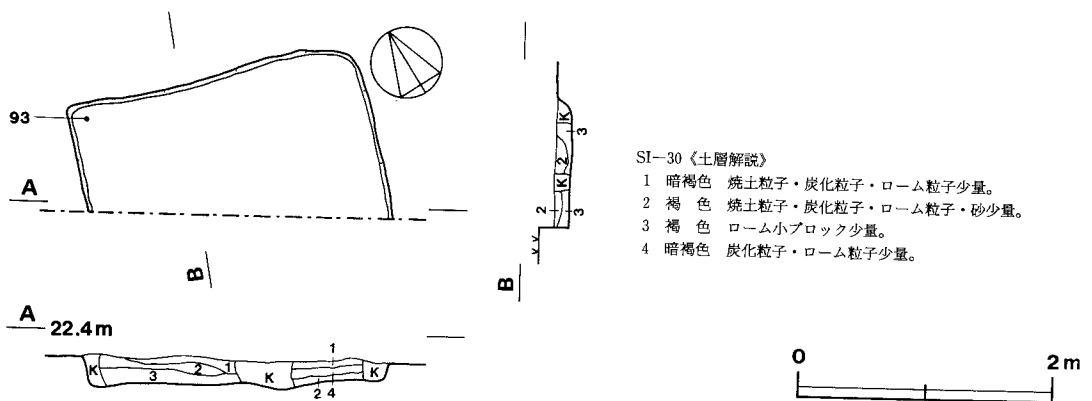 93
A
B
A 22.4m
K 3 2 1 K 1 2 4 K
K 3 2 K 2 3
B
SI-30《土層解説》
1 暗褐色 焼土粒子・炭化粒子・ローム粒子少量。
2 褐 色 焼土粒子・炭化粒子・ローム粒子・砂少量。
3 褐 色 ローム小ブロック少量。
4 暗褐色 炭化粒子・ローム粒子少量。
0 2m